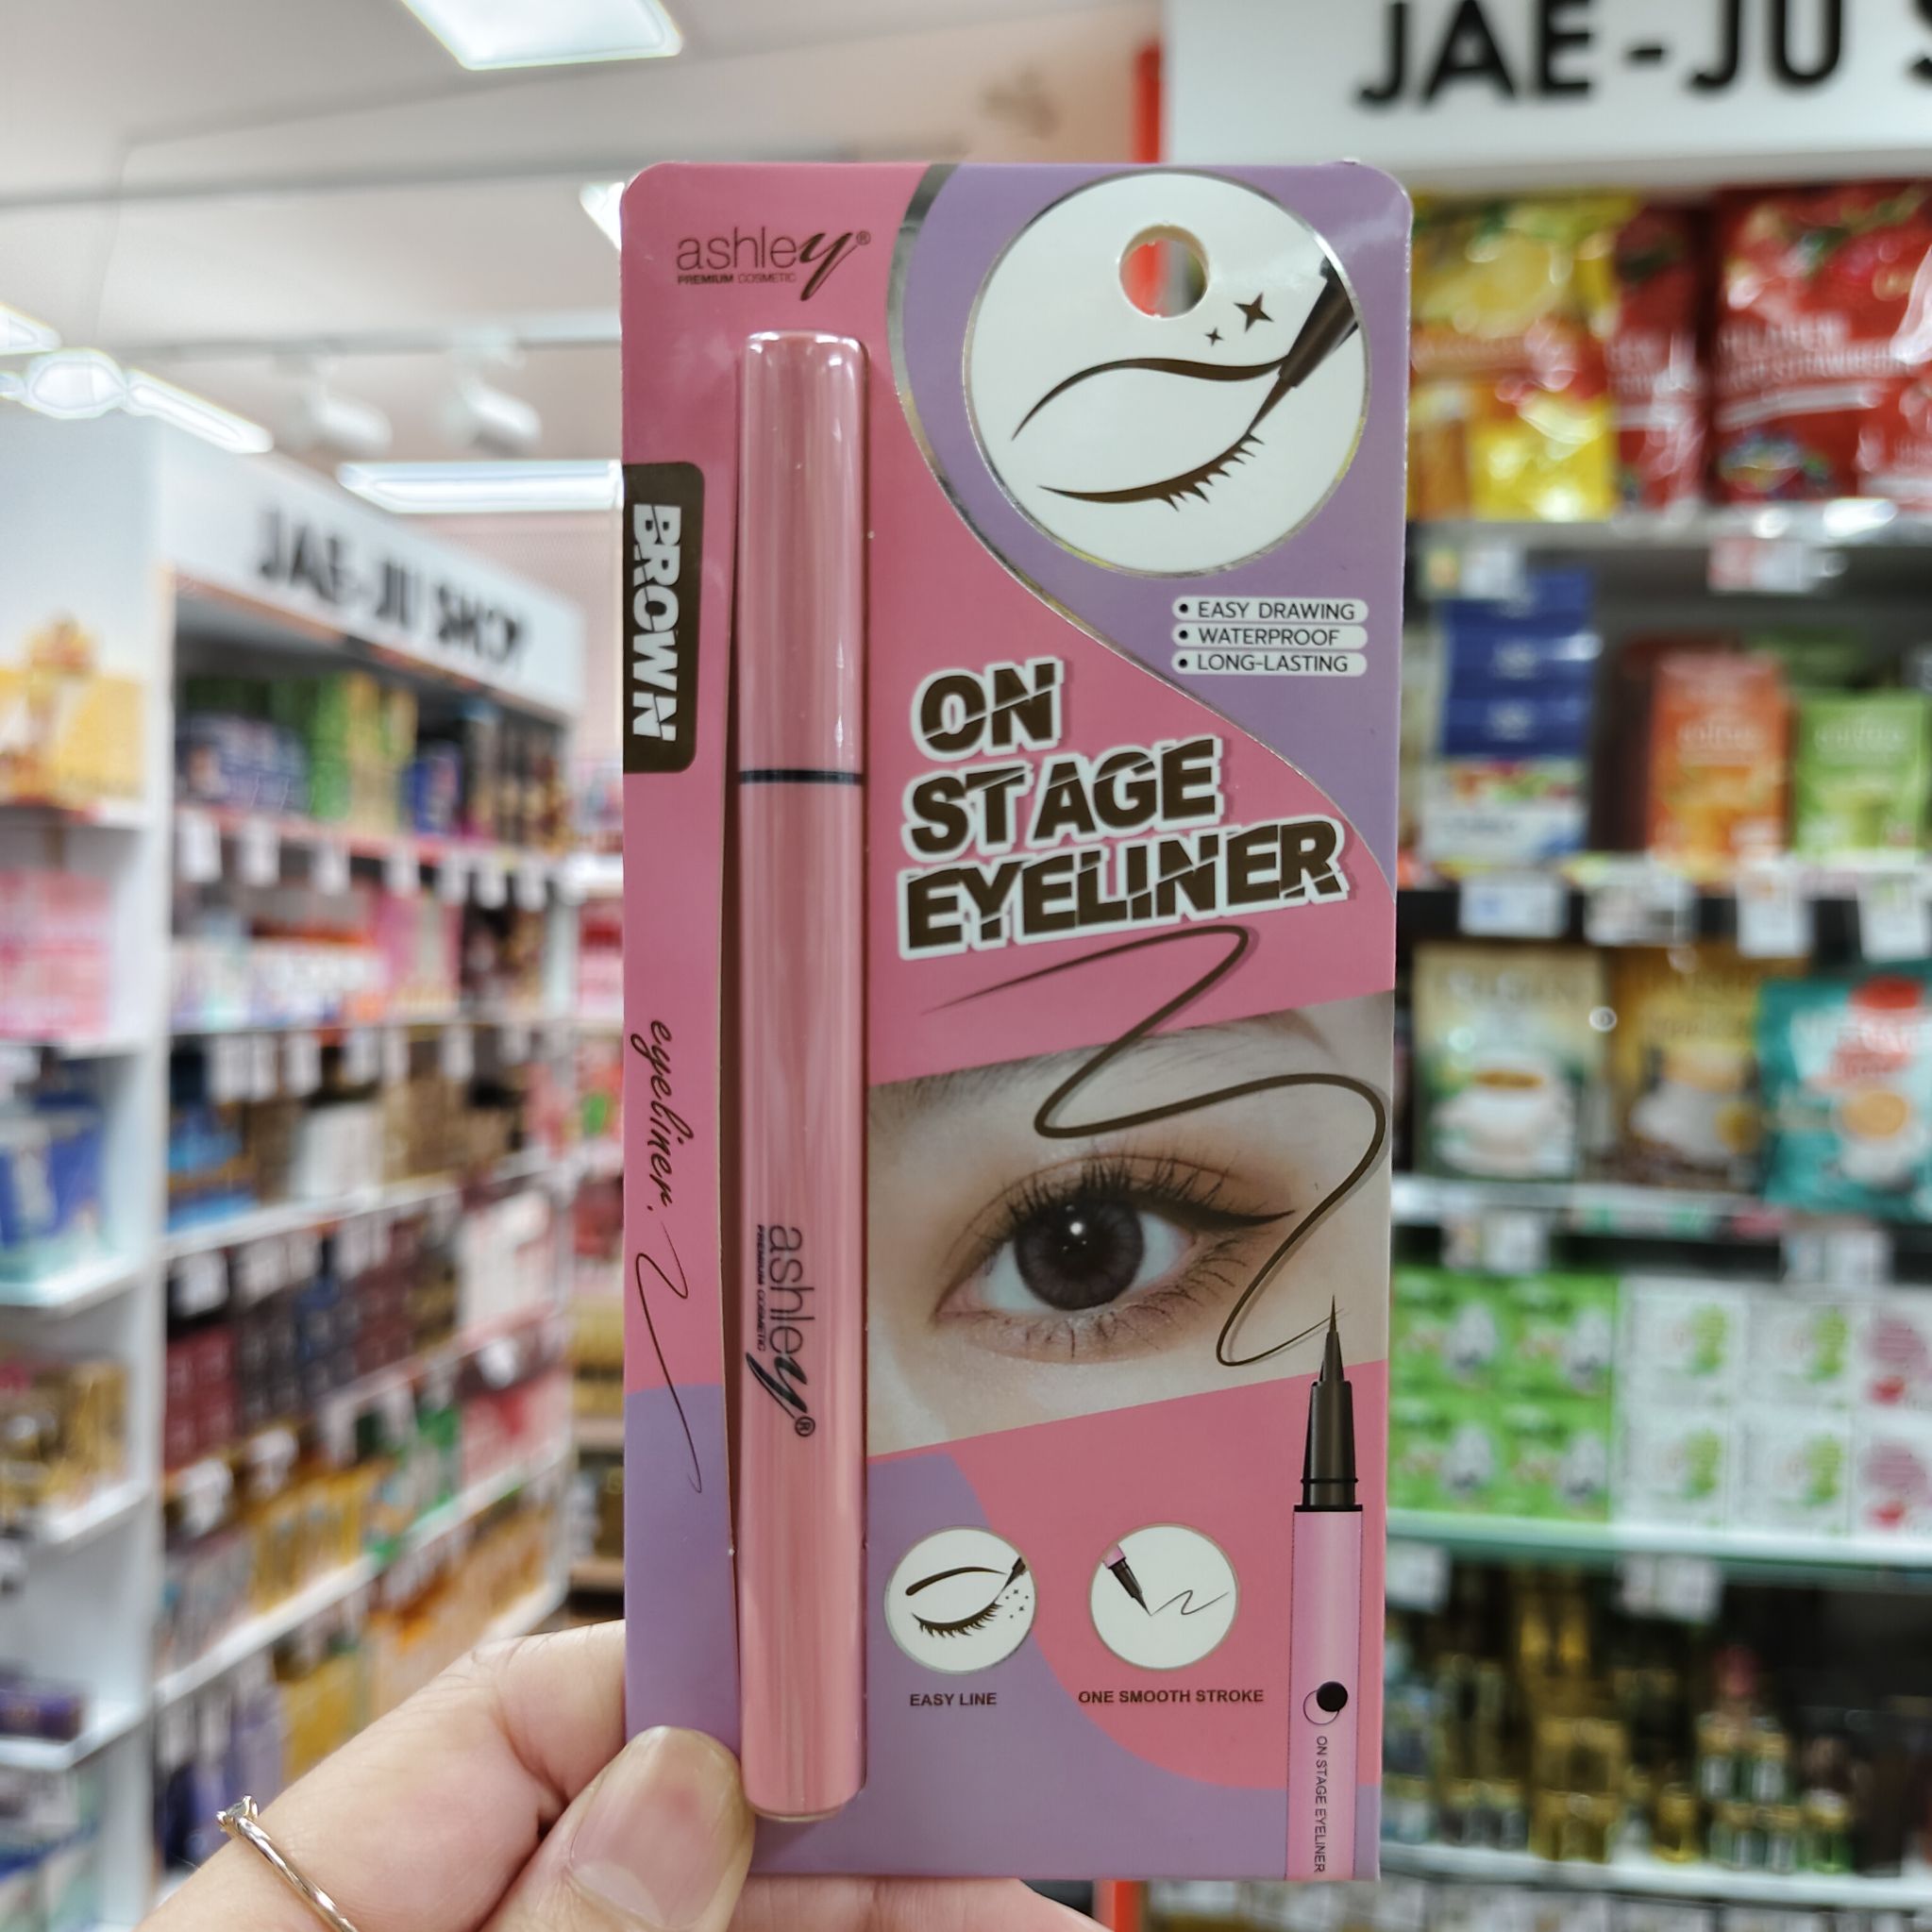 JAE-JU S
JAE-JU SHOP
ashley®
PREMIUM COSMETIC
BROWN
• EASY DRAWING
• WATERPROOF
• LONG-LASTING
ON
STAGE
EYELINER
eyeliner.
ashley®
PREMIUM COSMETIC
EASY LINE
ONE SMOOTH STROKE
ON STAGE EYELINER